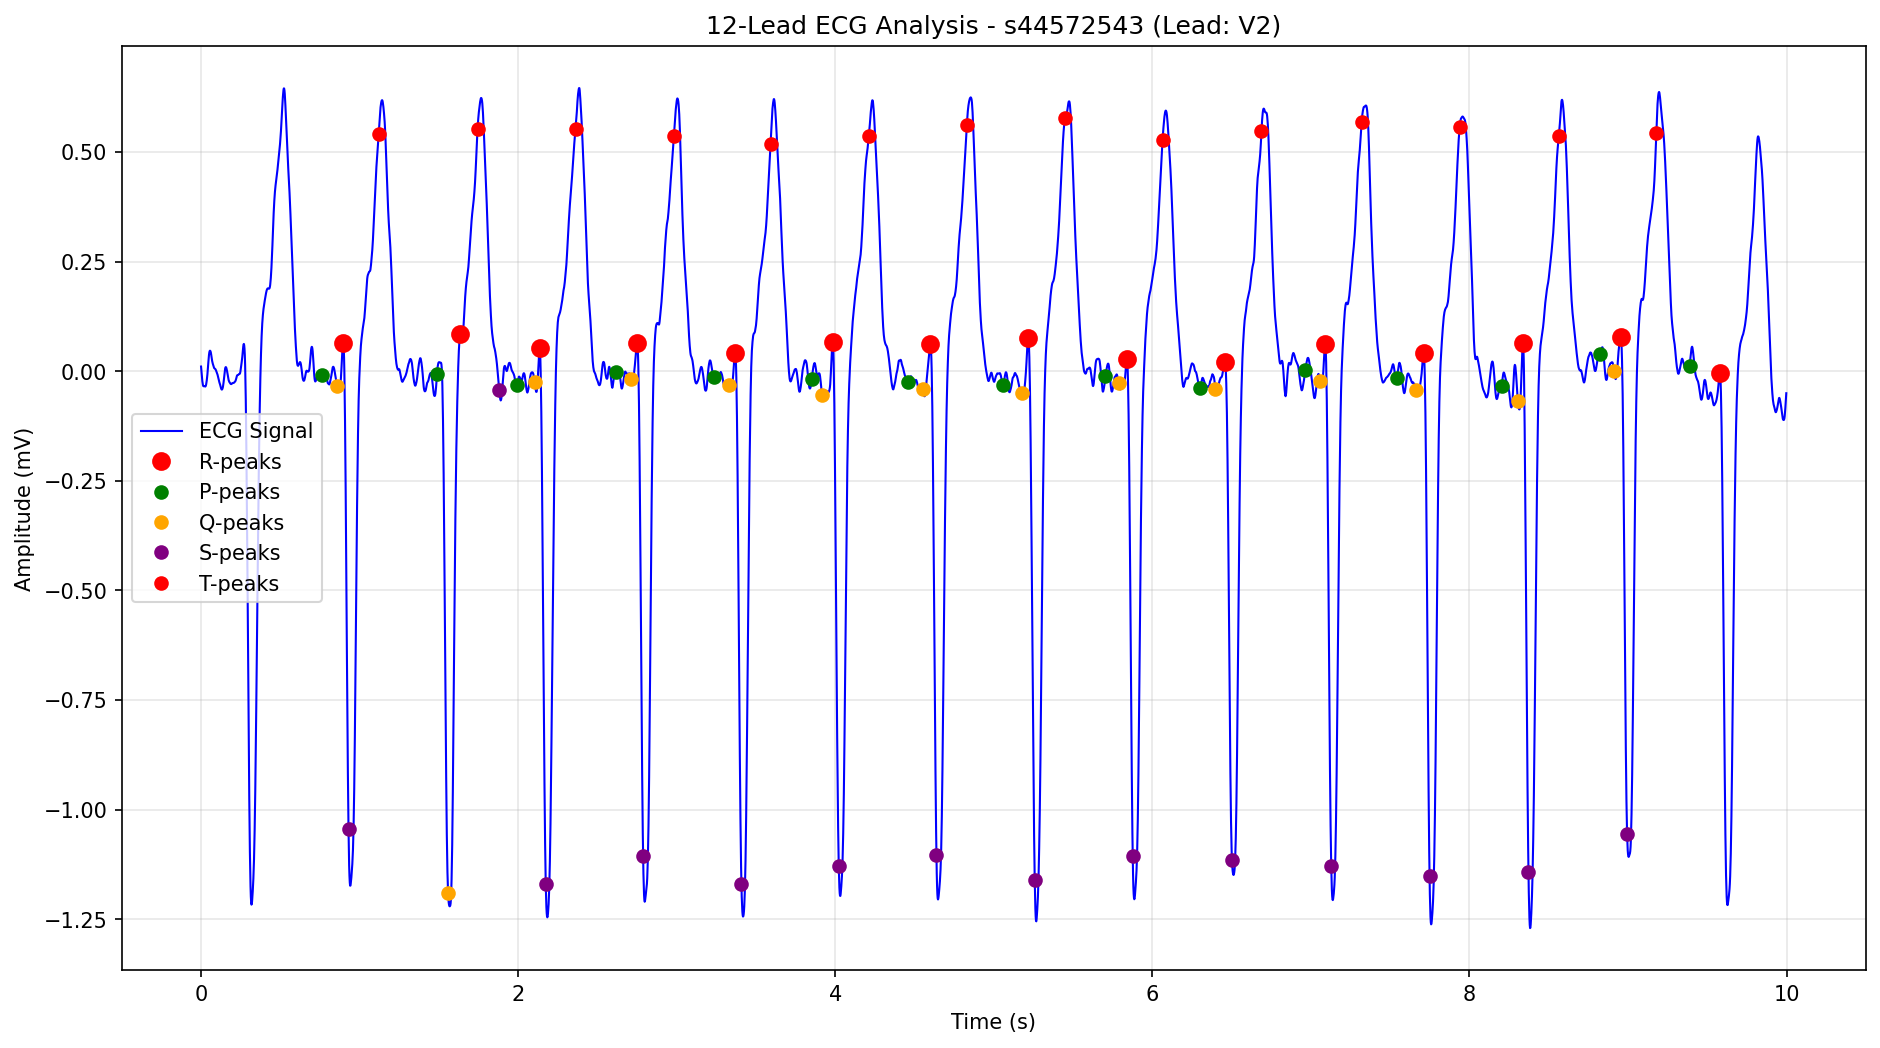 12-Lead ECG Analysis - s44572543 (Lead: V2)
Amplitude (mV)
0.50
0.25
0.00
−0.25
−0.50
−0.75
−1.00
−1.25
ECG Signal
R-peaks
P-peaks
Q-peaks
S-peaks
T-peaks
0 2 4 6 8 10
Time (s)